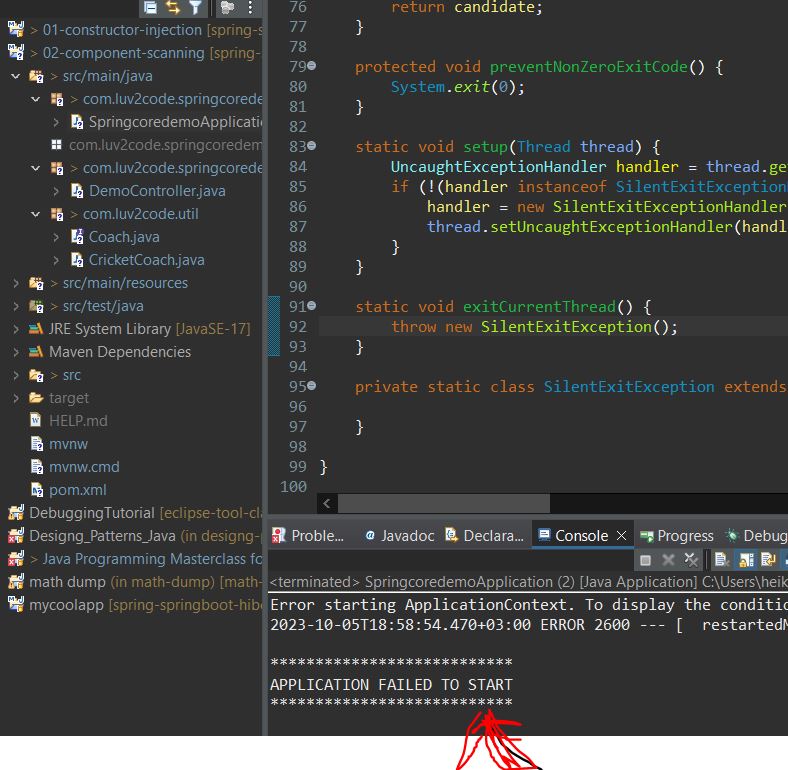 > 01-constructor-injection [spring-s
> 02-component-scanning [spring-
> src/main/java
> com.luv2code.springcorede
> SpringcoredemoApplicati
com.luv2code.springcoredem
> com.luv2code.springcorede
> DemoController.java
> com.luv2code.util
> Coach.java
> CricketCoach.java
> > src/main/resources
> > src/test/java
> JRE System Library [JavaSE-17]
> Maven Dependencies
> > src
> target
HELP.md
mvnw
mvnw.cmd
pom.xml
DebuggingTutorial [eclipse-tool-cl
Designg_Patterns_Java (in designg-p
> Java Programming Masterclass fo
math dump (in math-dump) [math-
mycoolapp [spring-springboot-hibe
76 return candidate;
77 }
78
79 protected void preventNonZeroExitCode() {
80 System.exit(0);
81 }
82
83 static void setup(Thread thread) {
84 UncaughtExceptionHandler handler = thread.get
85 if (!(handler instanceof SilentExitException
86 handler = new SilentExitExceptionHandler
87 thread.setUncaughtExceptionHandler(handl
88 }
89 }
90
91 static void exitCurrentThread() {
92 throw new SilentExitException();
93 }
94
95 private static class SilentExitException extends
96
97 }
98
99 }
100
Proble... @ Javadoc Declara... Console Progress Debug
<terminated> SpringcoredemoApplication (2) [Java Application] C:\Users\heik
Error starting ApplicationContext. To display the conditio
2023-10-05T18:58:54.470+03:00 ERROR 2600 --- [ restartedM
***************************
APPLICATION FAILED TO START
***************************